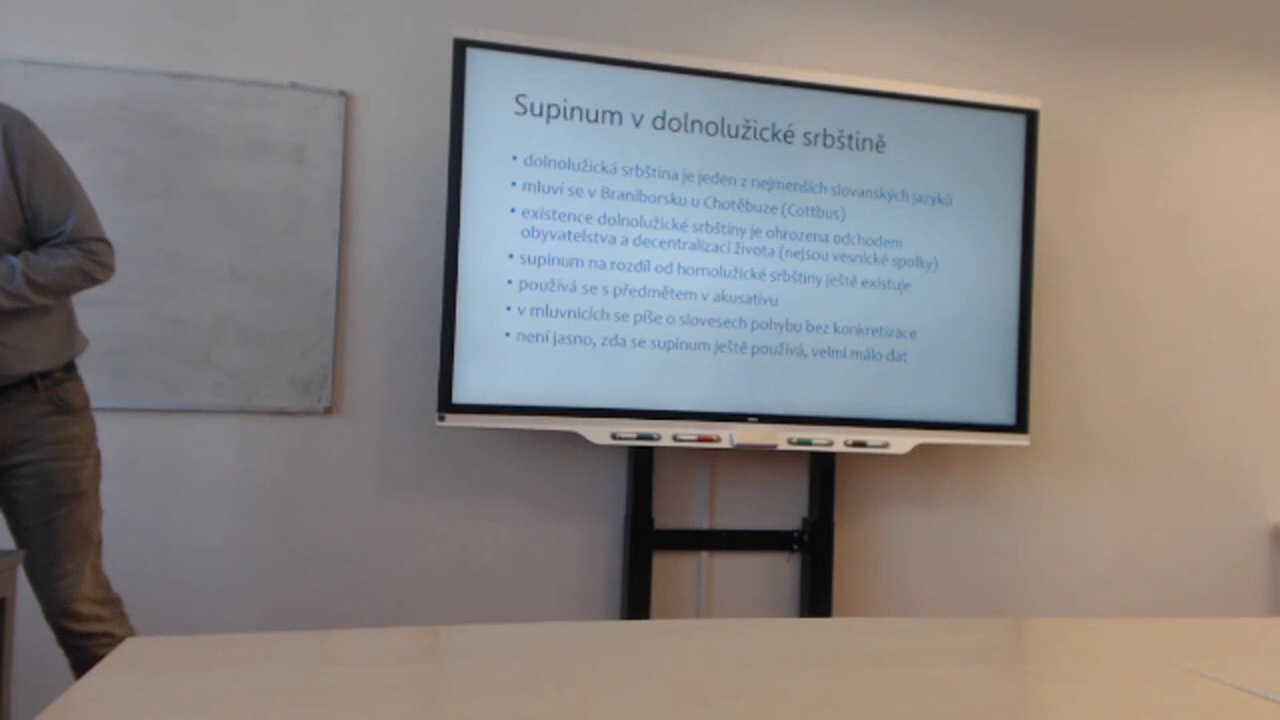 Supinum v dolnolužické srbštině
• dolnolužická srbština je jeden z nejmenších slovanských jazyků
• mluví se v Braniborsku u Chotěbuze (Cottbus)
• existence dolnolužické srbštiny je ohrozena odchodem
obyvatelstva a decentralizací života (nejsou vesnické spolky)
• supinum na rozdíl od hornolužické srbštiny ještě existuje
• používá se s předmětem v akusativu
• v mluvnicích se píše o slovesech pohybu bez konkretizace
• není jasno, zda se supinum ještě používá, velmi málo dat